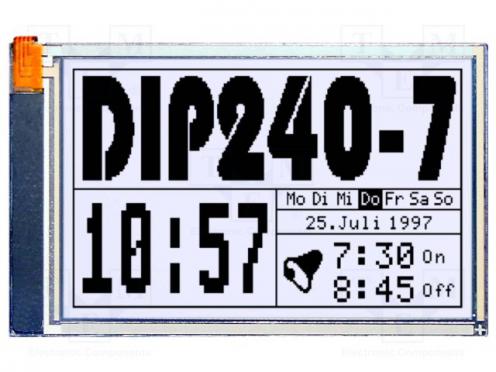 DIP240-7
10:57
Mo Di Mi Do Fr Sa So
25.Juli 1997
7:30 On
8:45 Off